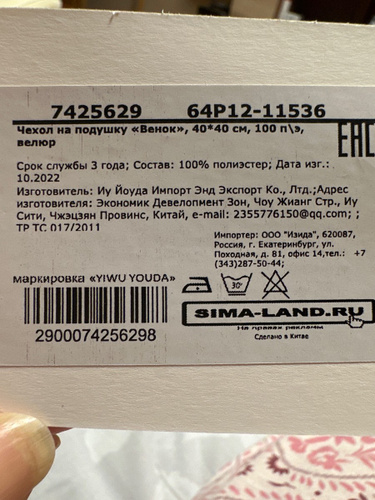 7425629 64P12-11536
Чехол на подушку «Венок», 40*40 см, 100 п\э,
велюр
EAC
Срок службы 3 года; Состав: 100% полиэстер; Дата изг.:
10.2022
Изготовитель: Иу Йоуда Импорт Энд Экспорт Ко., Лтд.;Адрес
изготовителя: Экономик Девелопмент Зон, Чоу Жианг Стр., Иу
Сити, Чжэцзян Провинс, Китай, e-mail: 2355776150@qq.com; ;
ТР ТС 017/2011
Импортер: ООО "Изида", 620087,
Россия, г. Екатеринбург, ул.
Походная, д. 81, офис 14,тел.: +7
(343)287-50-44;
маркировка «YIWU YOUDA»
30°
SIMA-LAND.RU
На правах рекламы
Сделано в Китае
2900074256298